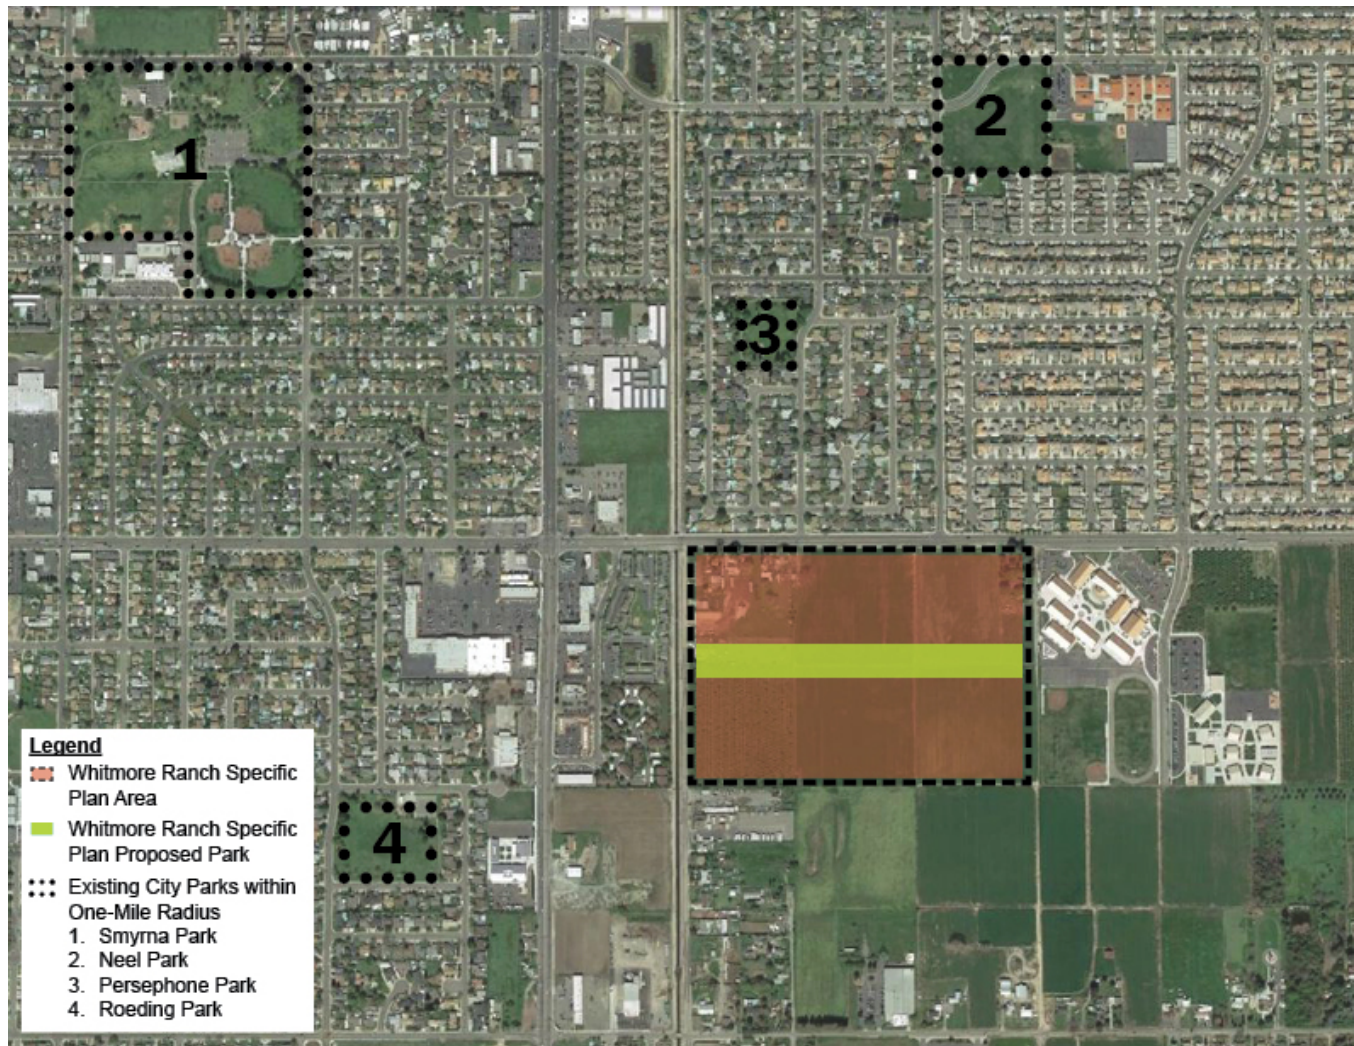 1
2
3
4
Legend
Whitmore Ranch Specific
Plan Area
Whitmore Ranch Specific
Plan Proposed Park
Existing City Parks within
One-Mile Radius
1. Smyrna Park
2. Neel Park
3. Persephone Park
4. Roeding Park